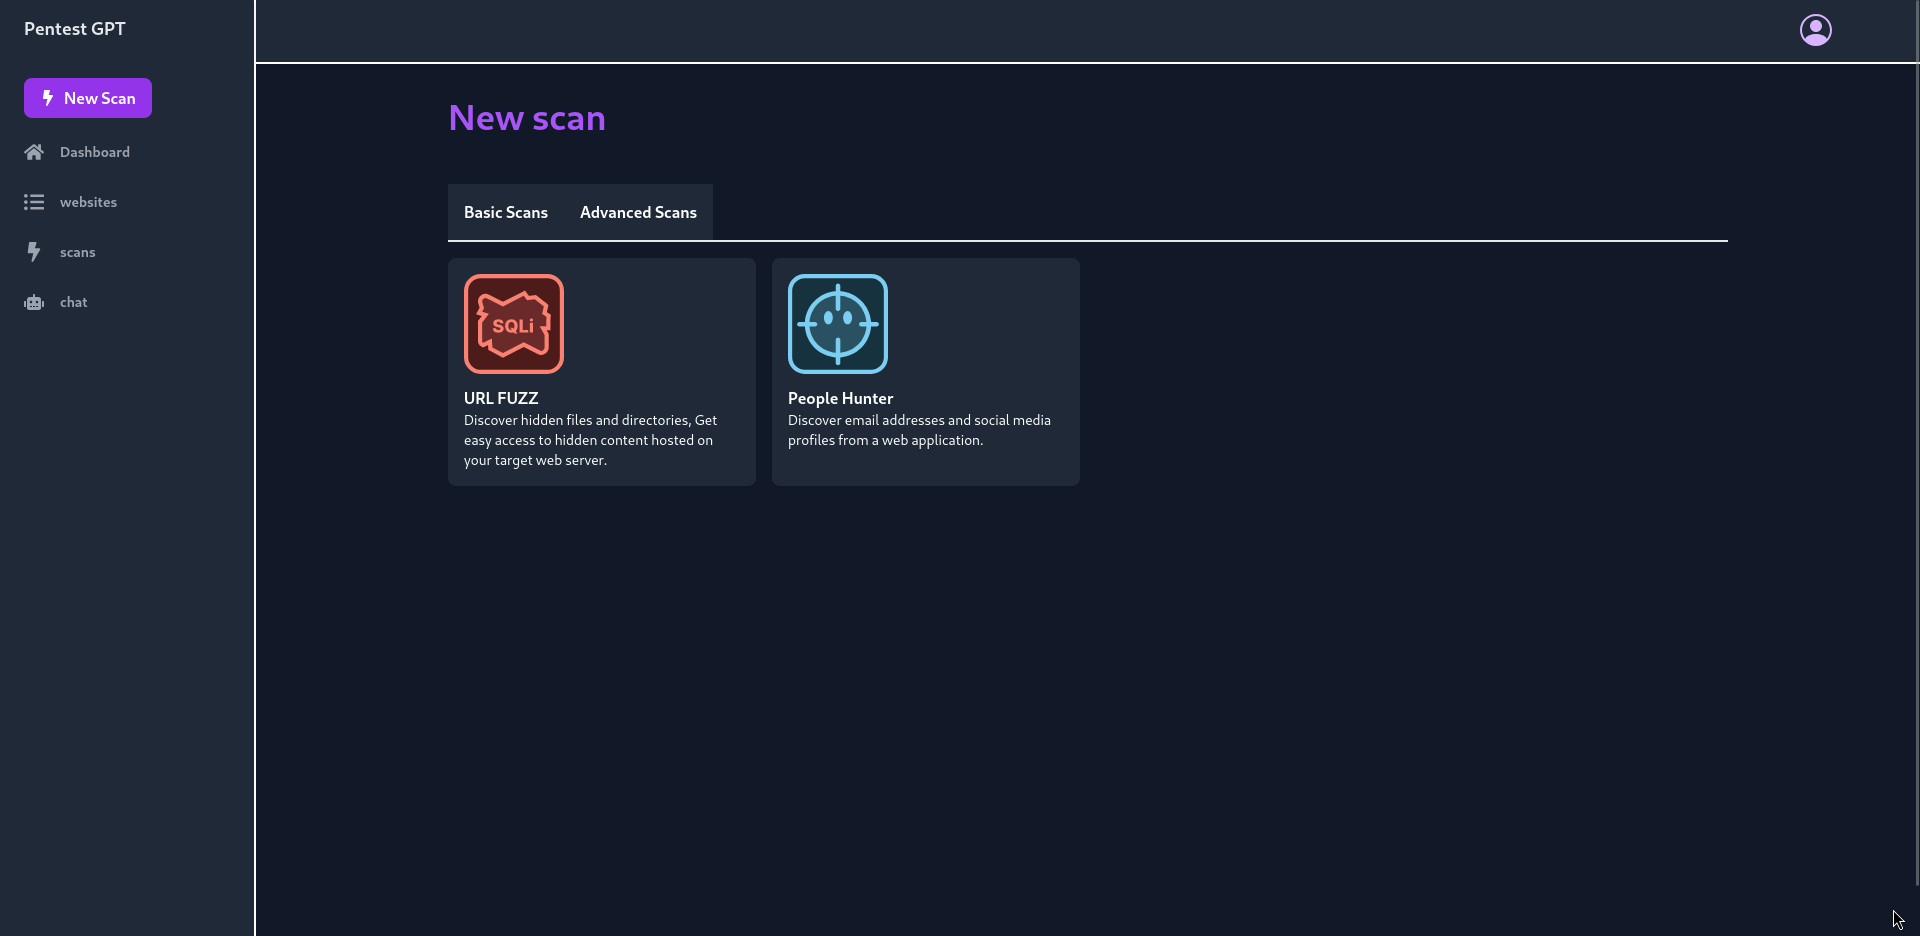 Pentest GPT
New Scan
Dashboard
websites
scans
chat
New scan
Basic Scans
Advanced Scans
SQLi
URL FUZZ
Discover hidden files and directories, Get
easy access to hidden content hosted on
your target web server.
People Hunter
Discover email addresses and social media
profiles from a web application.